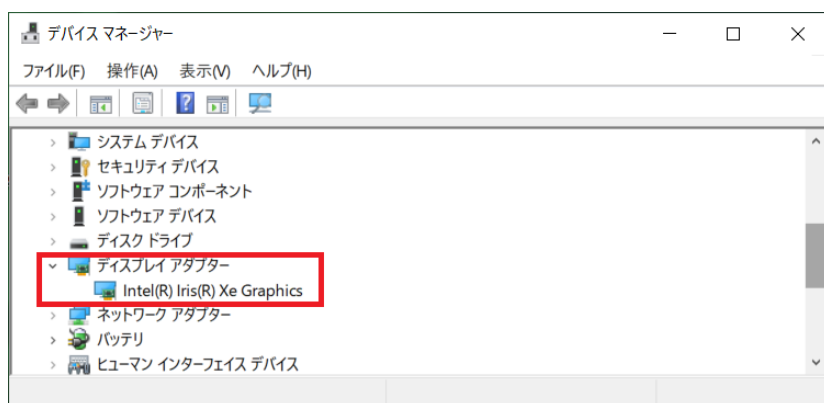 デバイス マネージャー
ファイル(F) 操作(A) 表示(V) ヘルプ(H)
システム デバイス
セキュリティ デバイス
ソフトウェア コンポーネント
ソフトウェア デバイス
ディスク ドライブ
ディスプレイ アダプター
Intel(R) Iris(R) Xe Graphics
ネットワーク アダプター
バッテリ
ヒューマン インターフェイス デバイス